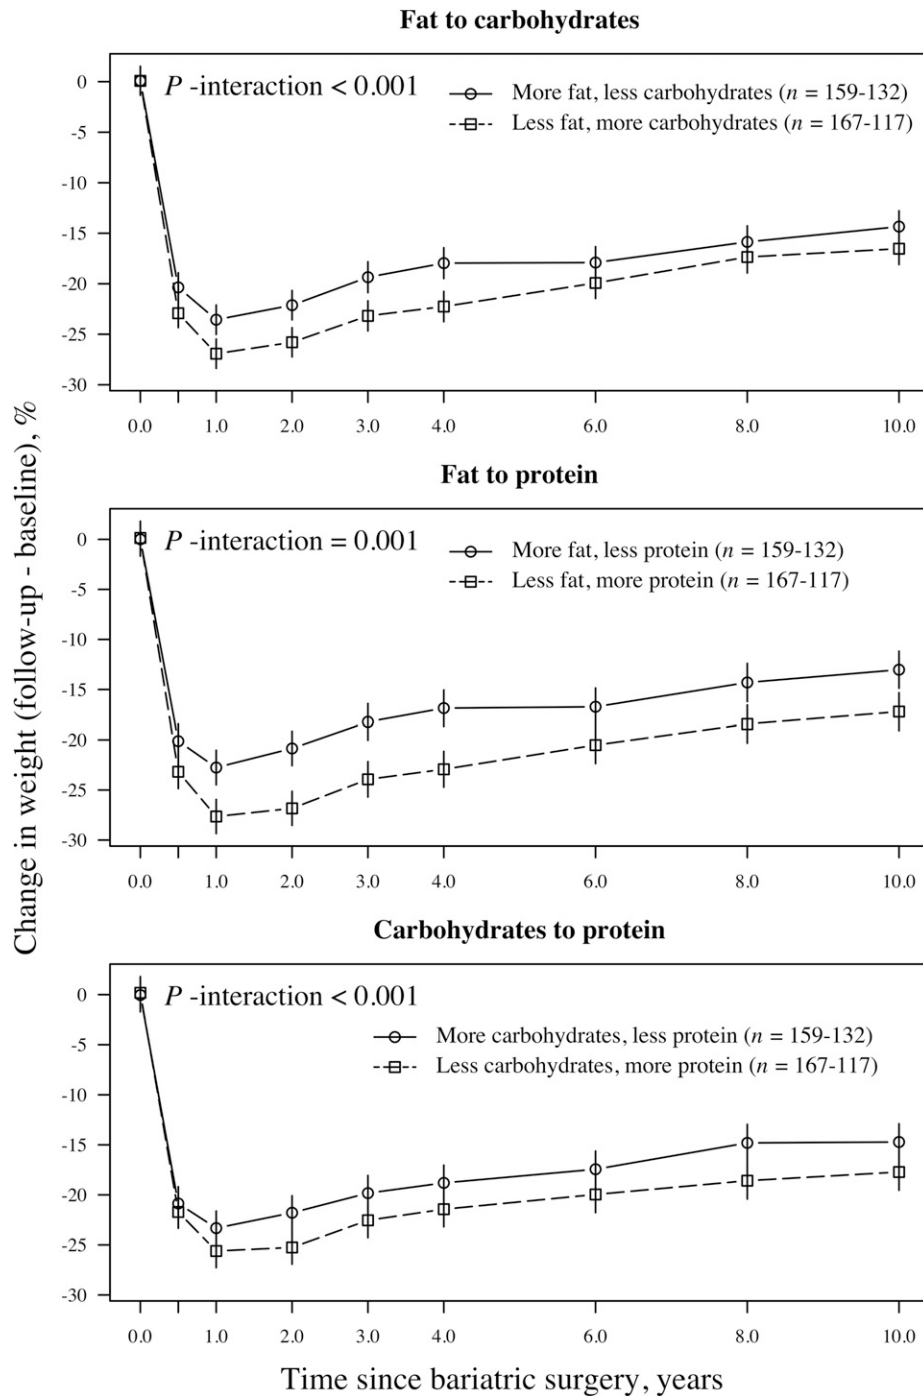 Fat to carbohydrates
P -interaction < 0.001
More fat, less carbohydrates (n = 159-132)
Less fat, more carbohydrates (n = 167-117)
0
-5
-10
-15
-20
-25
-30
0.0 1.0 2.0 3.0 4.0 6.0 8.0 10.0
Fat to protein
P -interaction = 0.001
More fat, less protein (n = 159-132)
Less fat, more protein (n = 167-117)
0
-5
-10
-15
-20
-25
-30
0.0 1.0 2.0 3.0 4.0 6.0 8.0 10.0
Carbohydrates to protein
P -interaction < 0.001
More carbohydrates, less protein (n = 159-132)
Less carbohydrates, more protein (n = 167-117)
0
-5
-10
-15
-20
-25
-30
0.0 1.0 2.0 3.0 4.0 6.0 8.0 10.0
Change in weight (follow-up - baseline), %
Time since bariatric surgery, years